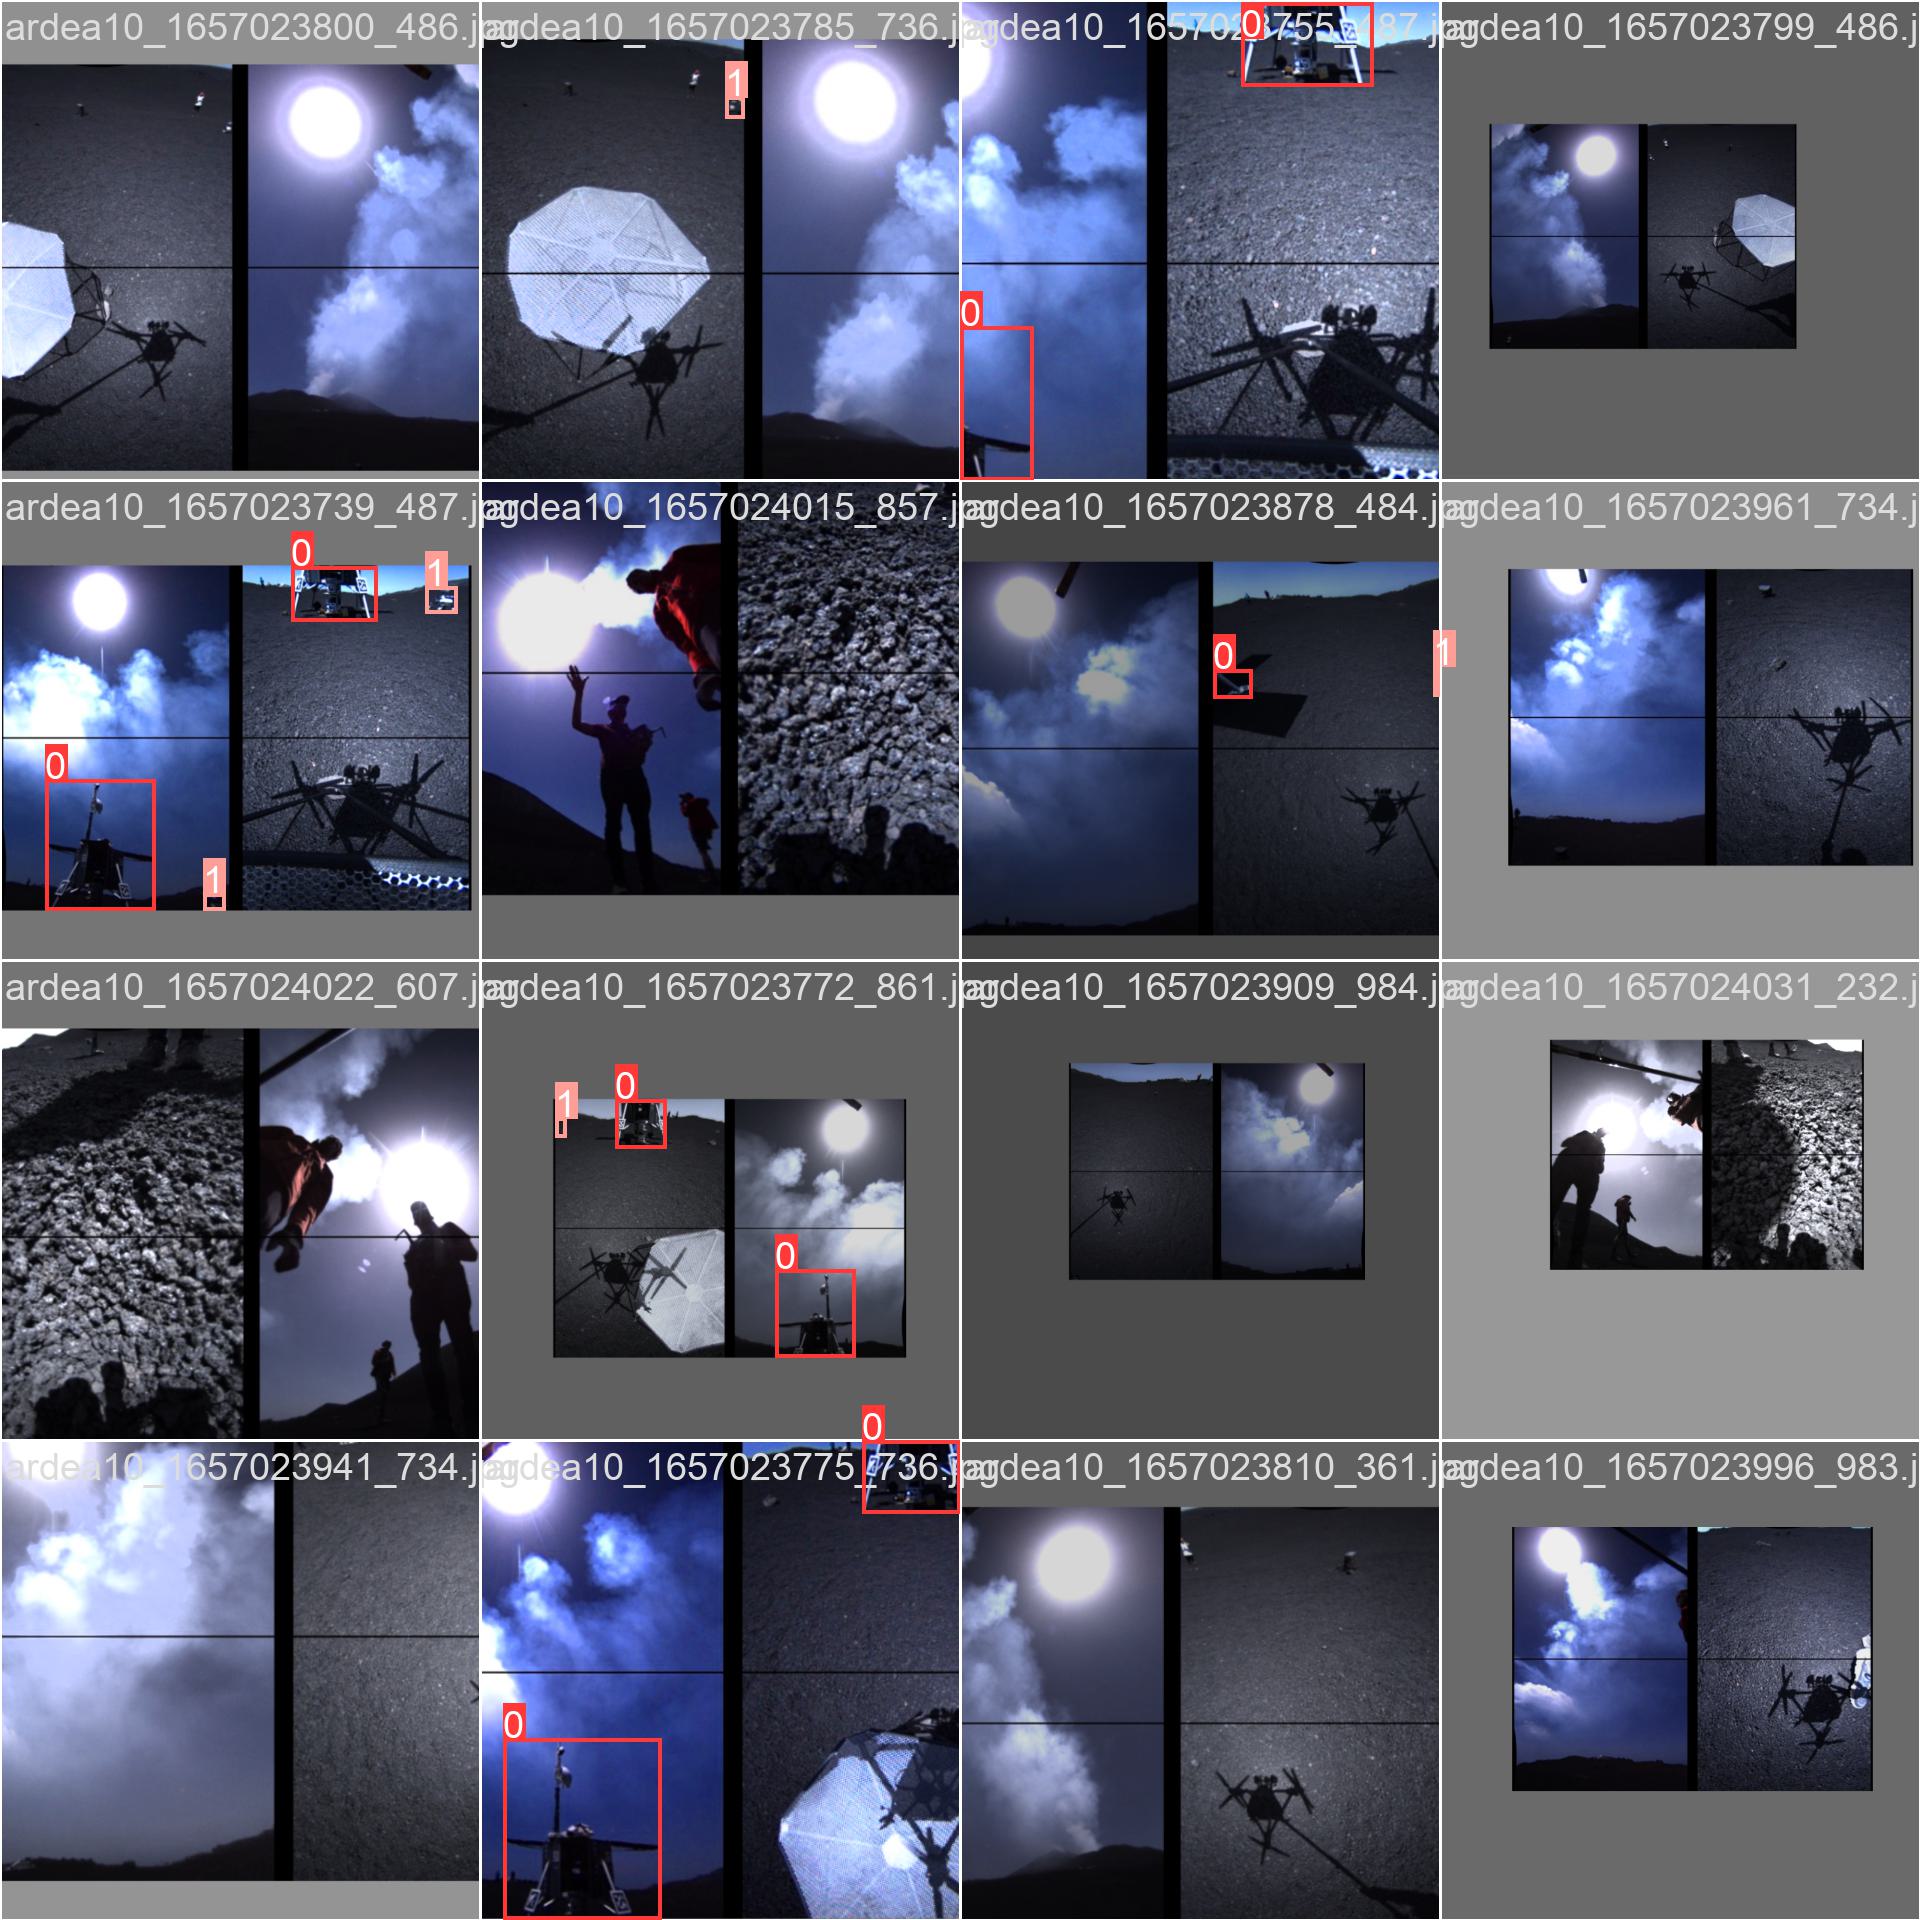 ardea10_1657023800_486.jpg
ardea10_1657023785_736.jpg
ardea10_1657023755_487.jpg
ardea10_1657023799_486.j
1
0
0
ardea10_1657023739_487.jpg
ardea10_1657024015_857.jpg
ardea10_1657023878_484.jpg
ardea10_1657023961_734.j
0
1
0
1
0
1
ardea10_1657024022_607.jpg
ardea10_1657023772_861.jpg
ardea10_1657023909_984.jpg
ardea10_1657024031_232.j
1
0
0
ardea10_1657023941_734.jpg
ardea10_1657023775_736.jpg
ardea10_1657023810_361.jpg
ardea10_1657023996_983.j
0
0